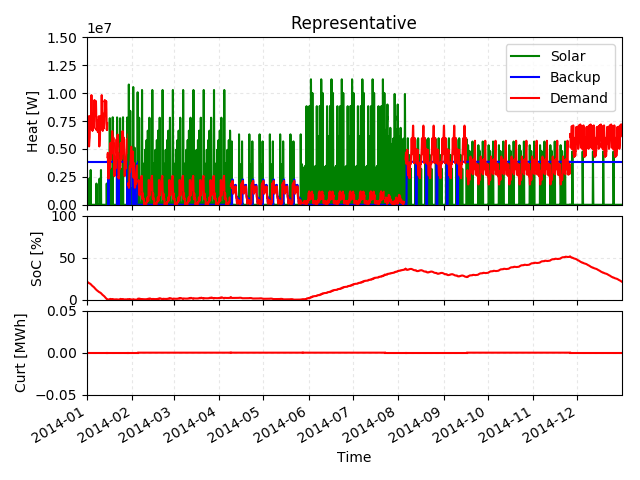 Representative
1e7
1.50
1.25
1.00
0.75
0.50
0.25
0.00
Heat [W]
Solar
Backup
Demand
100
50
0
SoC [%]
0.05
0.00
−0.05
Curt [MWh]
2014-01
2014-02
2014-03
2014-04
2014-05
2014-06
2014-07
2014-08
2014-09
2014-10
2014-11
2014-12
Time